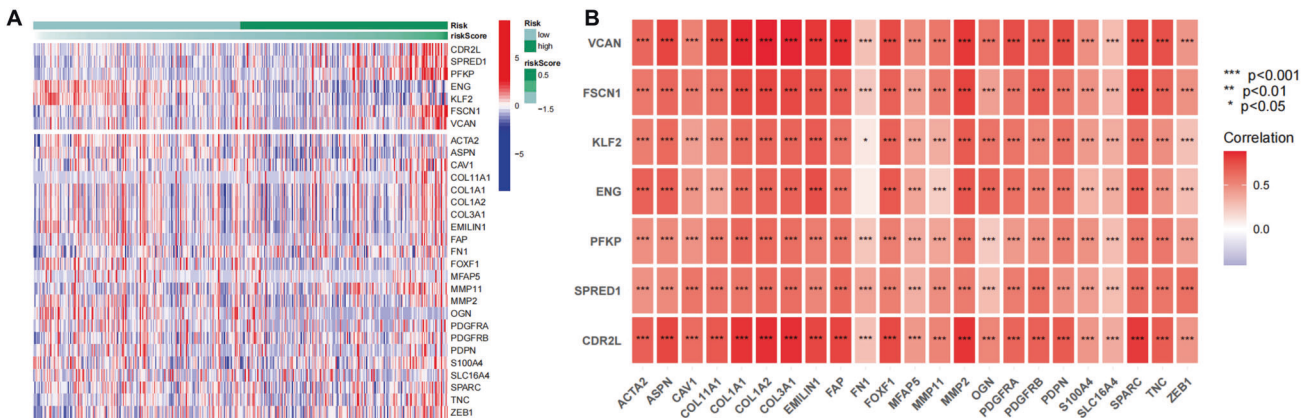 A
Risk
riskScore
CDR2L
SPRED1
PFKP
ENG
KLF2
FSCN1
VCAN
ACTA2
ASPN
CAV1
COL11A1
COL1A1
COL1A2
COL3A1
EMILIN1
FAP
FN1
FOXF1
MFAP5
MMP11
MMP2
OGN
PDGFRA
PDGFRB
PDPN
S100A4
SLC16A4
SPARC
TNC
ZEB1
5
0
−5
Risk
low
high
riskScore
0.5
−1.5
B
VCAN *** *** *** *** *** *** *** *** *** *** *** *** *** *** *** *** *** *** *** *** *** *** ***
FSCN1 *** *** *** *** *** *** *** *** *** *** *** *** *** *** *** *** *** *** *** *** *** *** ***
KLF2 *** *** *** *** *** *** *** *** *** * *** *** *** *** *** *** *** *** *** *** *** *** ***
ENG *** *** *** *** *** *** *** *** *** *** *** *** *** *** *** *** *** *** *** *** *** ***
PFKP *** *** *** *** *** *** *** *** *** *** *** *** *** *** *** *** *** *** *** *** *** *** ***
SPRED1 *** *** *** *** *** *** *** *** *** *** *** *** *** *** *** *** *** *** *** *** *** *** ***
CDR2L *** *** *** *** *** *** *** *** *** *** *** *** *** *** *** *** *** *** *** *** *** *** ***
ACTA2 ASPN CAV1 COL11A1 COL1A1 COL1A2 COL3A1 EMILIN1 FAP FN1 FOXF1 MFAP5 MMP11 MMP2 OGN PDGFRA PDGFRB PDPN S100A4 SLC16A4 SPARC TNC ZEB1
*** p<0.001
** p<0.01
* p<0.05
Correlation
0.5
0.0